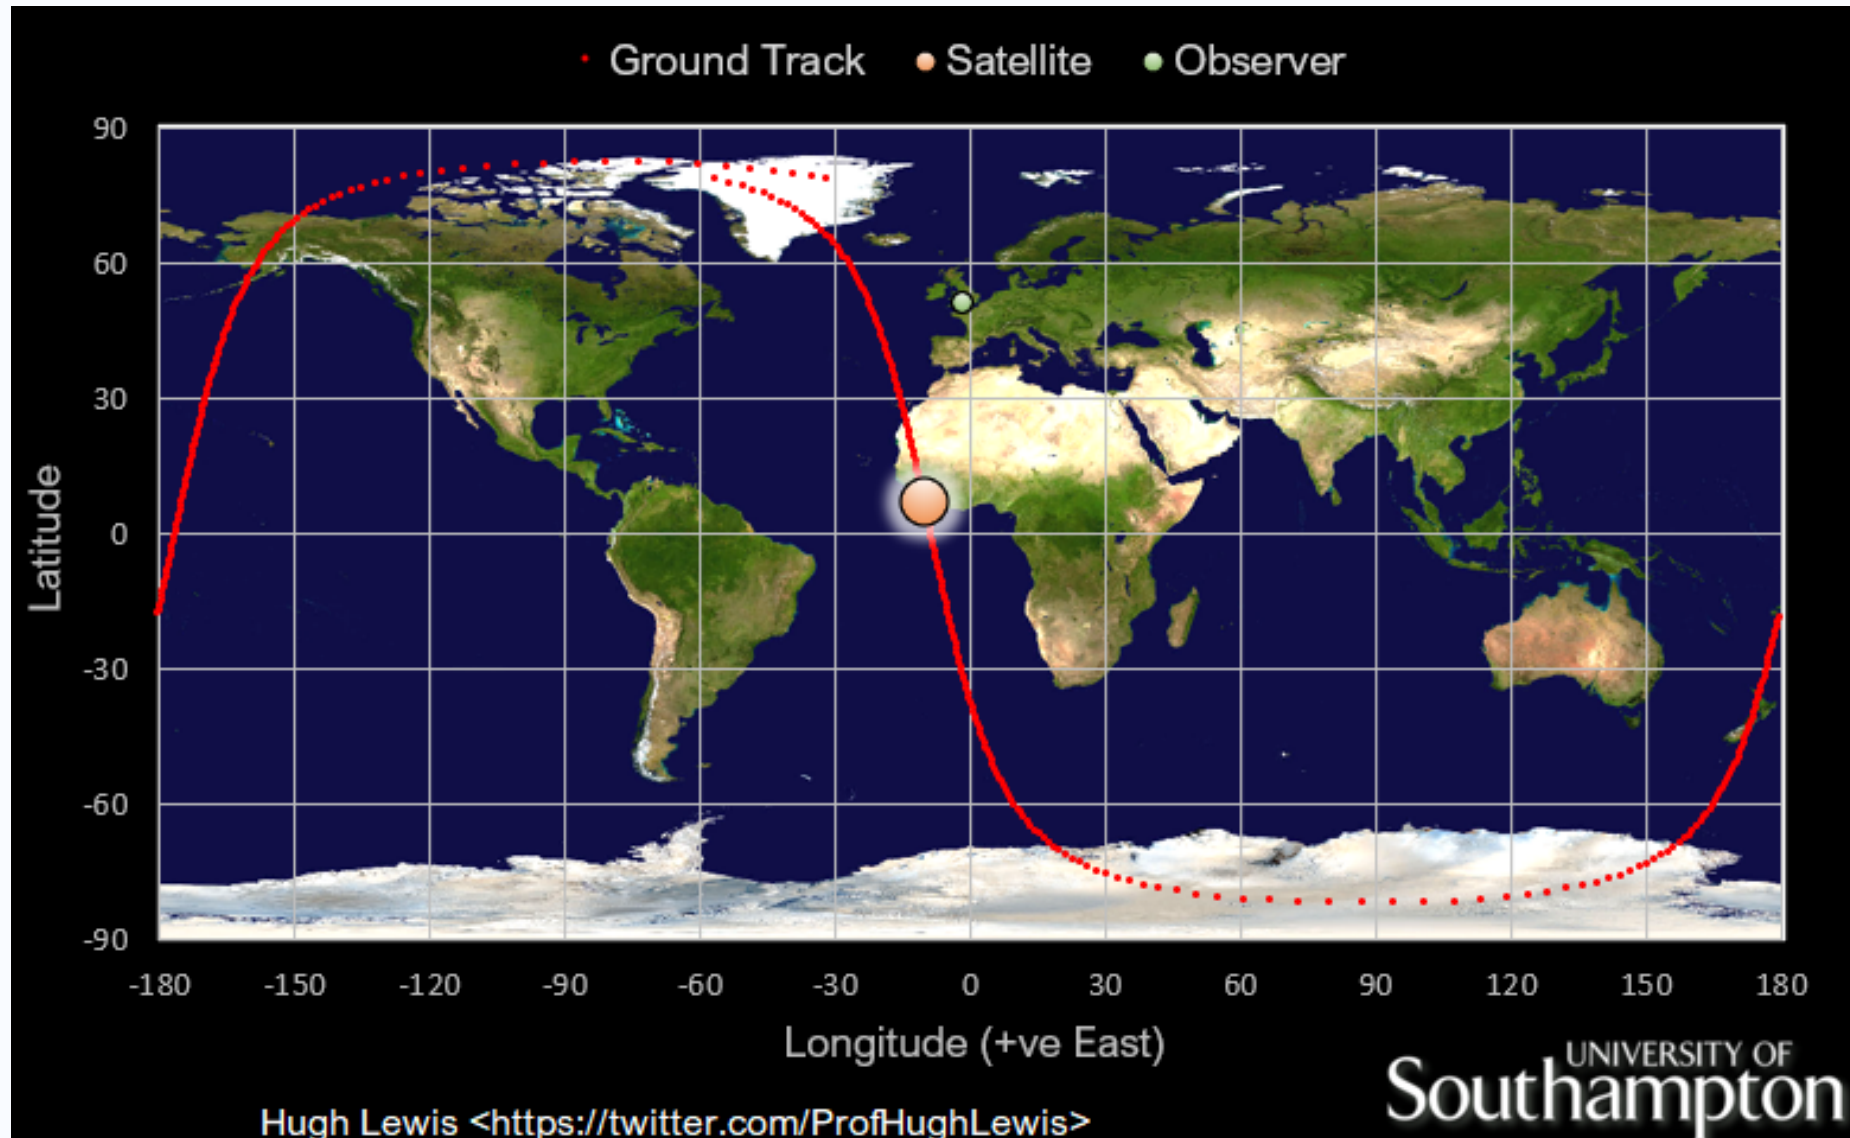 Ground Track Satellite Observer
90
60
30
0
-30
-60
-90
Latitude
-180 -150 -120 -90 -60 -30 0 30 60 90 120 150 180
Longitude (+ve East)
UNIVERSITY OF
Southampton
Hugh Lewis <https://twitter.com/ProfHughLewis>